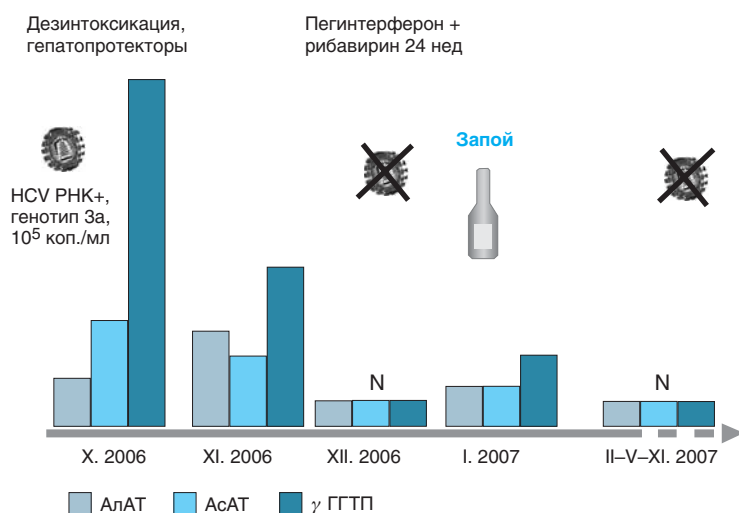 Дезинтоксикация,
гепатопротекторы
Пегинтерферон +
рибавирин 24 нед
Запой
HCV РНК+,
генотип 3a,
10⁵ коп./мл
N
N
X. 2006
XI. 2006
XII. 2006
I. 2007
II–V–XI. 2007
АлАТ
АсАТ
γ ГГТП